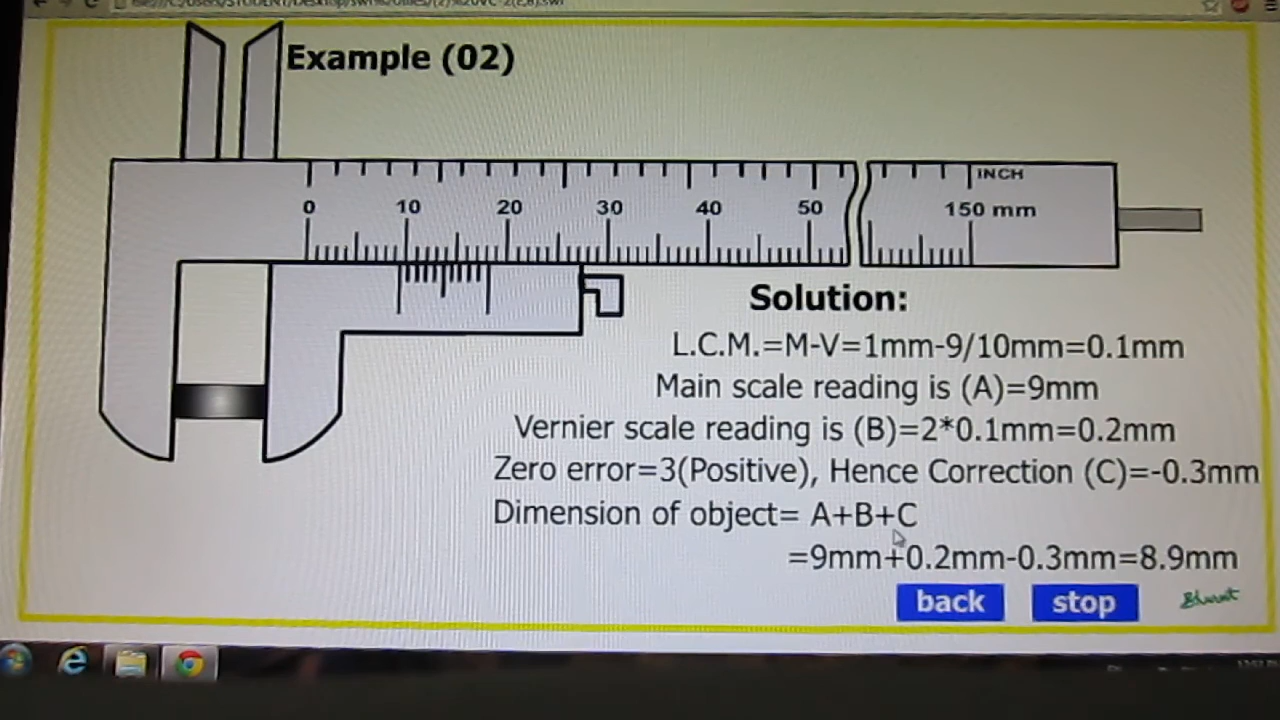 Example (02)
INCH
0 10 20 30 40 50 150 mm
Solution:
L.C.M.=M-V=1mm-9/10mm=0.1mm
Main scale reading is (A)=9mm
Vernier scale reading is (B)=2*0.1mm=0.2mm
Zero error=3(Positive), Hence Correction (C)=-0.3mm
Dimension of object= A+B+C
=9mm+0.2mm-0.3mm=8.9mm
back stop